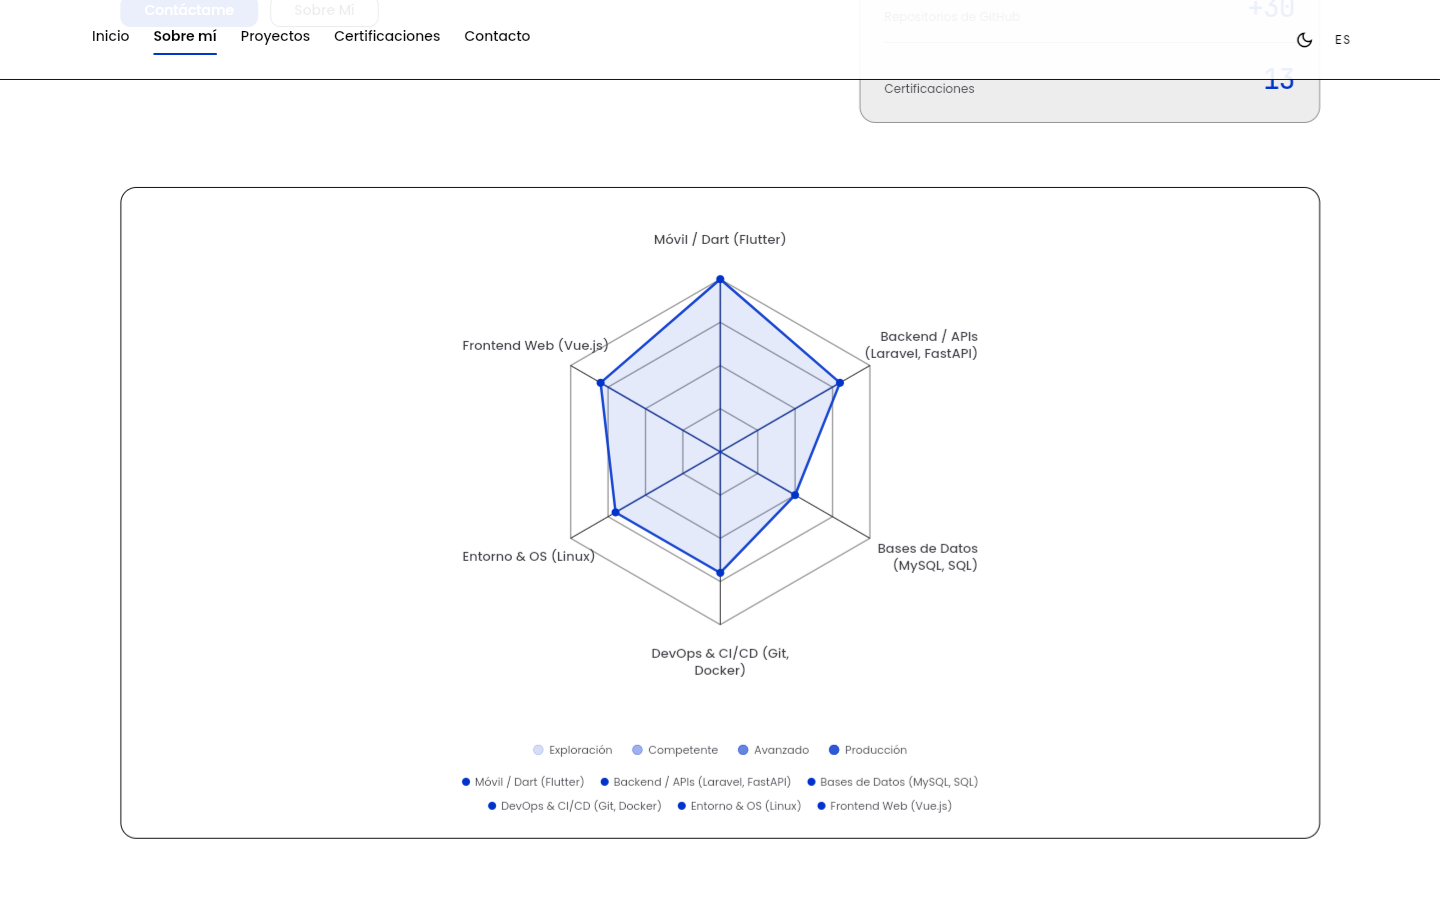 Contáctame
Sobre Mí
Repositorios de GitHub
+30
Inicio
Sobre mí
Proyectos
Certificaciones
Contacto
ES
Certificaciones
13
Móvil / Dart (Flutter)
Frontend Web (Vue.js)
Backend / APIs
(Laravel, FastAPI)
Entorno & OS (Linux)
Bases de Datos
(MySQL, SQL)
DevOps & CI/CD (Git,
Docker)
Exploración
Competente
Avanzado
Producción
Móvil / Dart (Flutter)
Backend / APIs (Laravel, FastAPI)
Bases de Datos (MySQL, SQL)
DevOps & CI/CD (Git, Docker)
Entorno & OS (Linux)
Frontend Web (Vue.js)